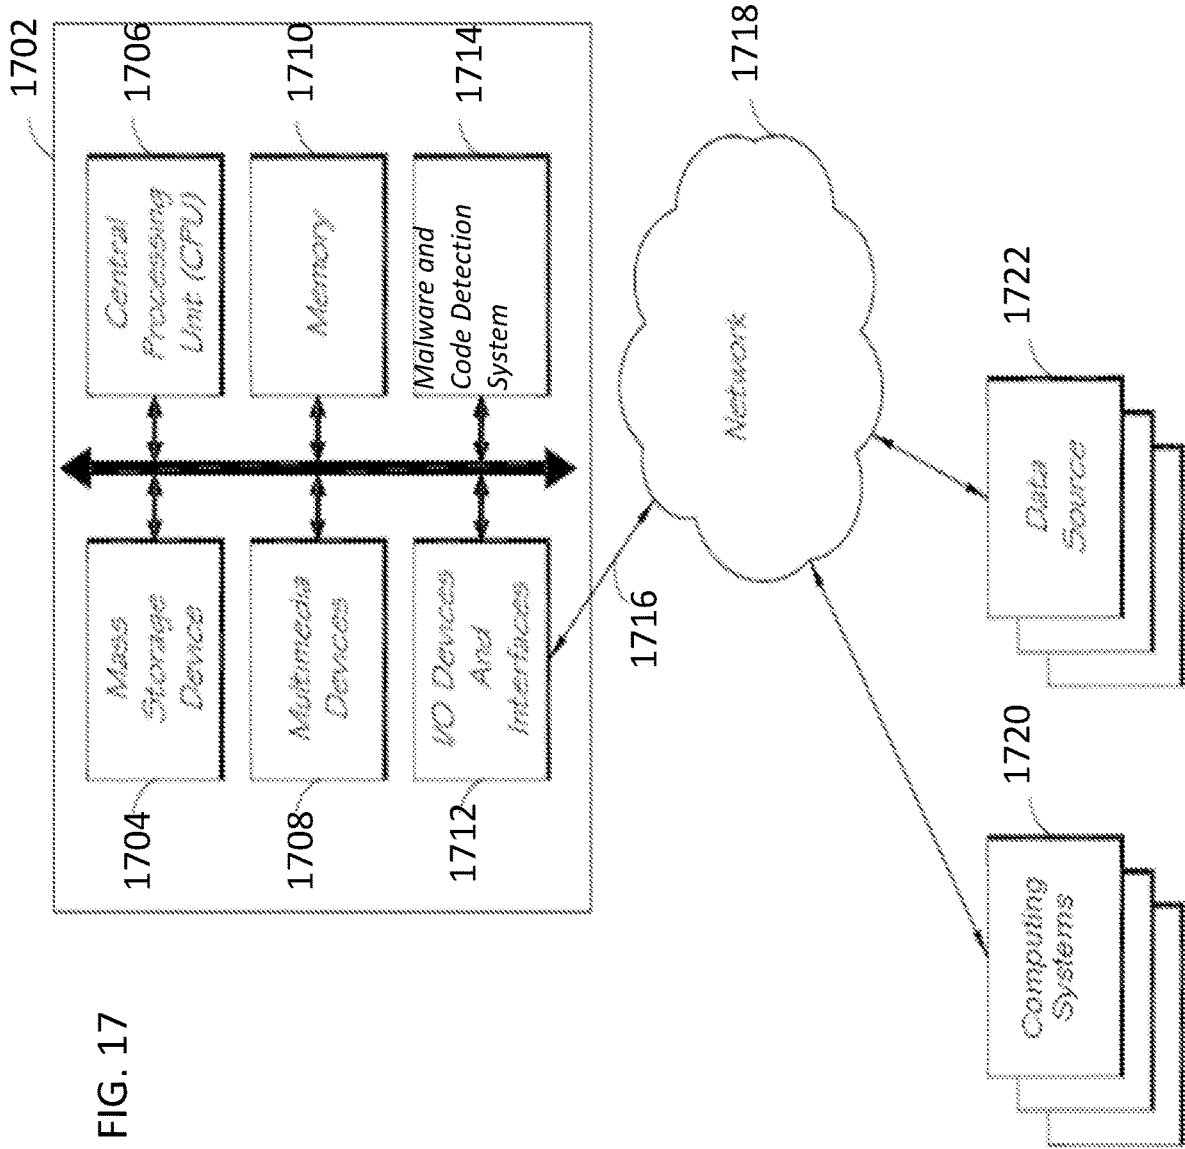 1702
FIG. 17
1704
Mass
Storage
Device
Central
Processing
Unit (CPU)
1706
1708
Multimedia
Devices
Memory
1710
1712
I/O Devices
And
Interfaces
Malware and
Code Detection
System
1714
1716
Network
1718
Computing
Systems
1720
Data
Source
1722